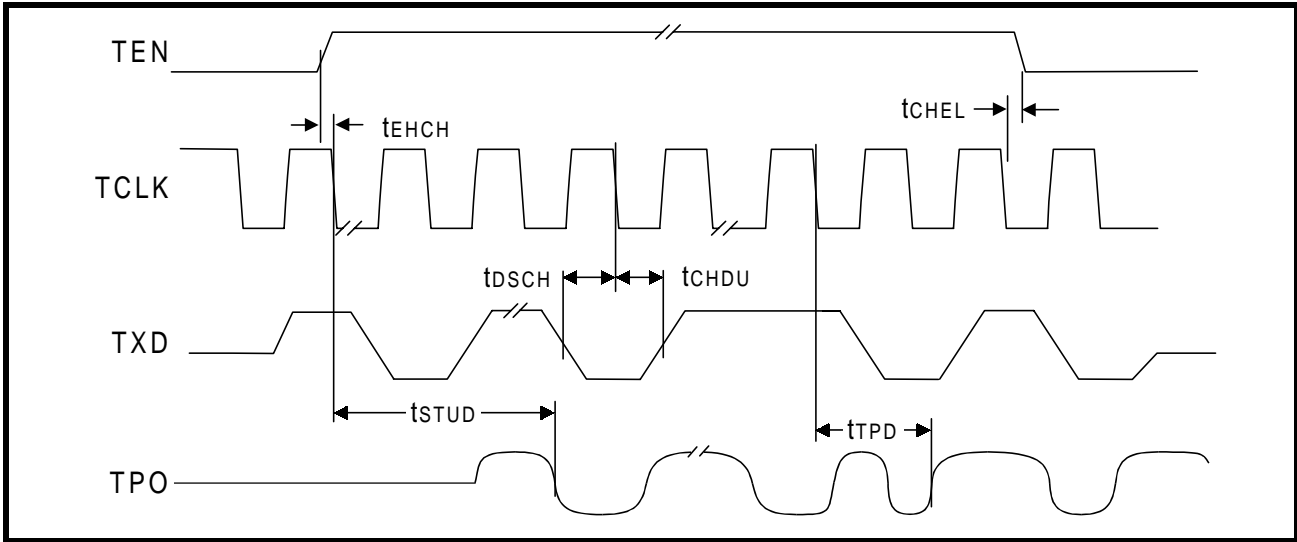 TEN
tCHEL
tEHCH
TCLK
tDSCH
tCHDU
TXD
tSTUD
tTPD
TPO